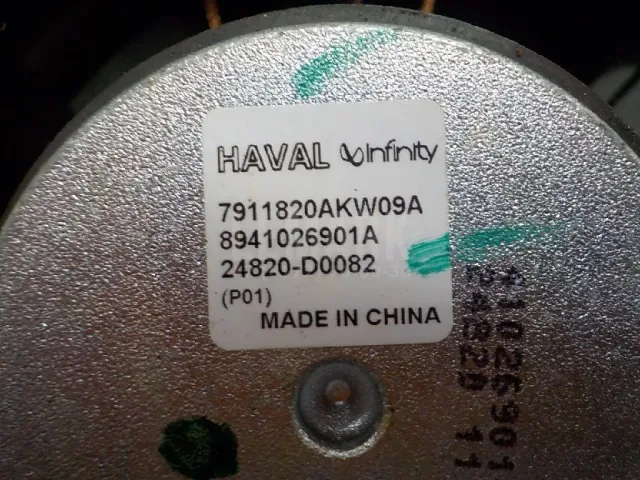 HAVAL Infinity
7911820AKW09A
8941026901A
24820-D0082
(P01)
MADE IN CHINA